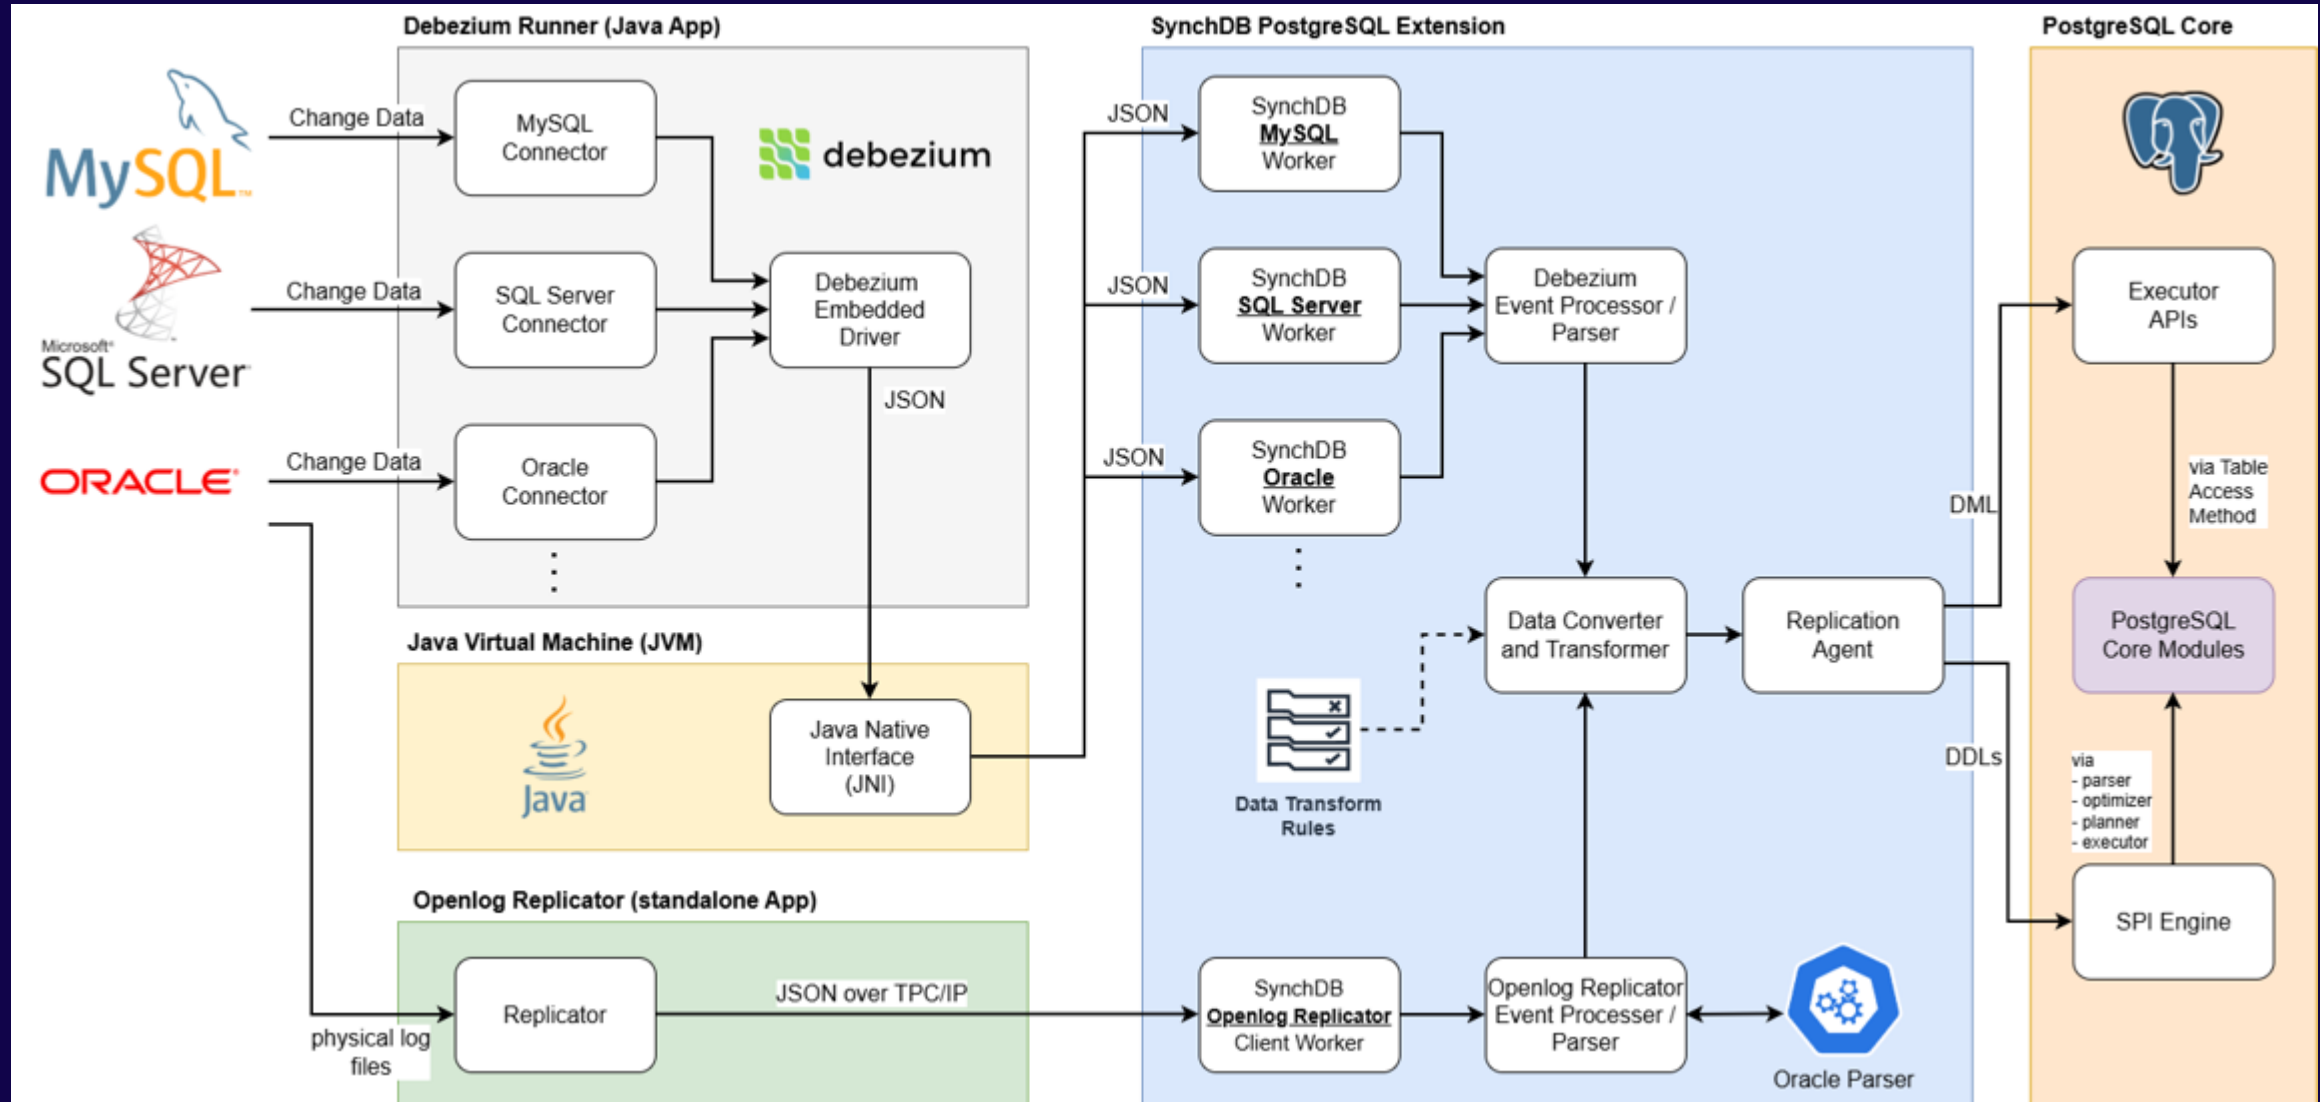 Debezium Runner (Java App)
SynchDB PostgreSQL Extension
PostgreSQL Core
MySQL™
Change Data
MySQL
Connector
debezium
JSON
SynchDB
MySQL
Worker
Microsoft®
SQL Server
Change Data
SQL Server
Connector
Debezium
Embedded
Driver
JSON
JSON
SynchDB
SQL Server
Worker
Debezium
Event Processor /
Parser
Executor
APIs
ORACLE®
Change Data
Oracle
Connector
JSON
SynchDB
Oracle
Worker
via Table
Access
Method
DML
Java Virtual Machine (JVM)
Java
Java Native
Interface
(JNI)
Data Transform
Rules
Data Converter
and Transformer
Replication
Agent
PostgreSQL
Core Modules
DDLs
via
- parser
- optimizer
- planner
- executor
SPI Engine
Openlog Replicator (standalone App)
physical log
files
Replicator
JSON over TPC/IP
SynchDB
Openlog Replicator
Client Worker
Openlog Replicator
Event Processer /
Parser
Oracle Parser